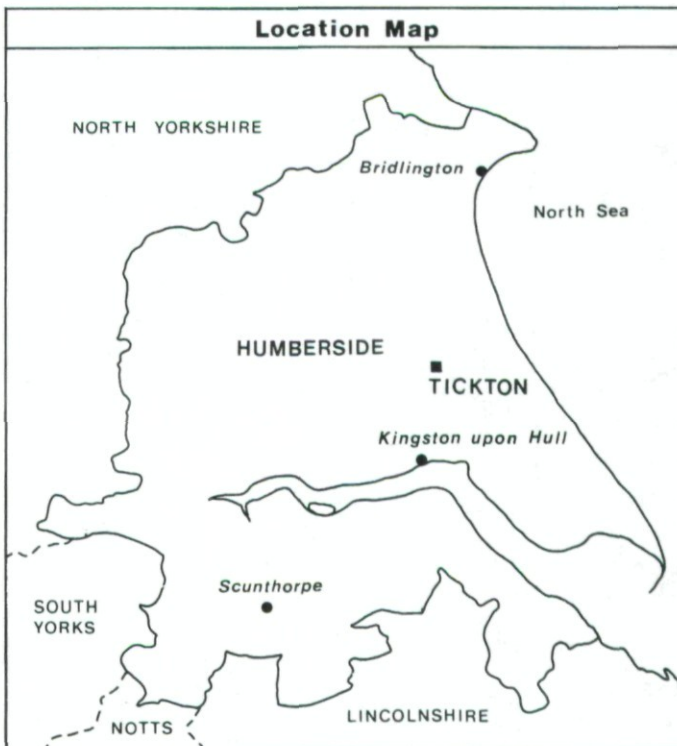 Location Map
NORTH YORKSHIRE
Bridlington
North Sea
HUMBERSIDE
TICKTON
Kingston upon Hull
Scunthorpe
SOUTH
YORKS
NOTTS
LINCOLNSHIRE